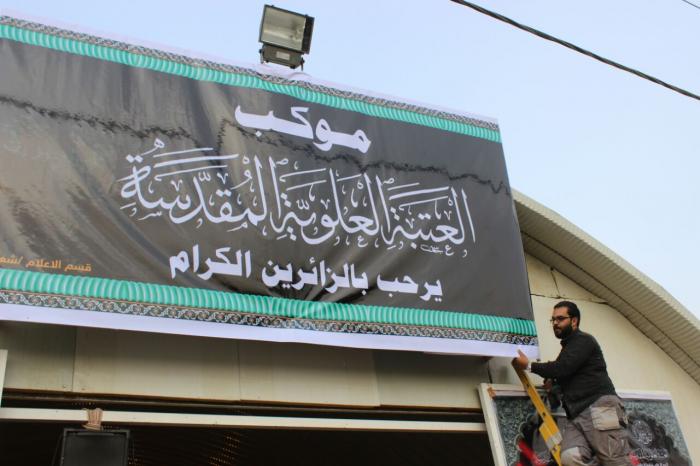 موكب
العتبة العلوية المقدسة
يرحب بالزائرين الكرام
قسم الاعلام /